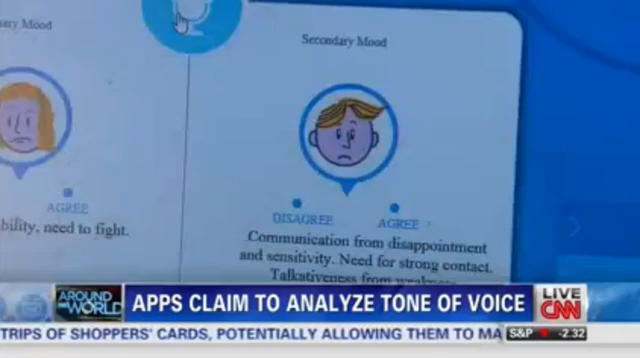 ary Mood
Secondary Mood
AGREE
bility, need to fight.
DISAGREE AGREE
Communication from disappointment
and sensitivity. Need for strong contact.
Talkativeness from weakness
AROUND THE WORLD
APPS CLAIM TO ANALYZE TONE OF VOICE
LIVE
CNN
TRIPS OF SHOPPERS' CARDS, POTENTIALLY ALLOWING THEM TO MA
S&P -2.32